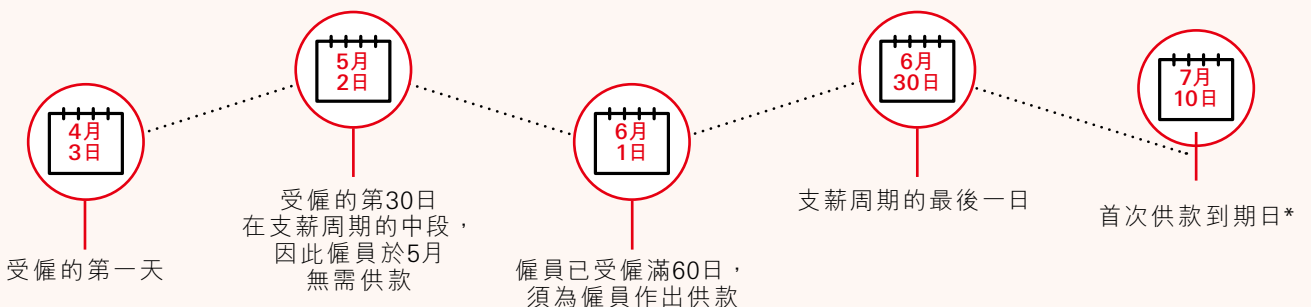 4月
3日
受僱的第一天
5月
2日
受僱的第30日
在支薪周期的中段，
因此僱員於5月
無需供款
6月
1日
僱員已受僱滿60日，
須為僱員作出供款
6月
30日
支薪周期的最後一日
7月
10日
首次供款到期日*